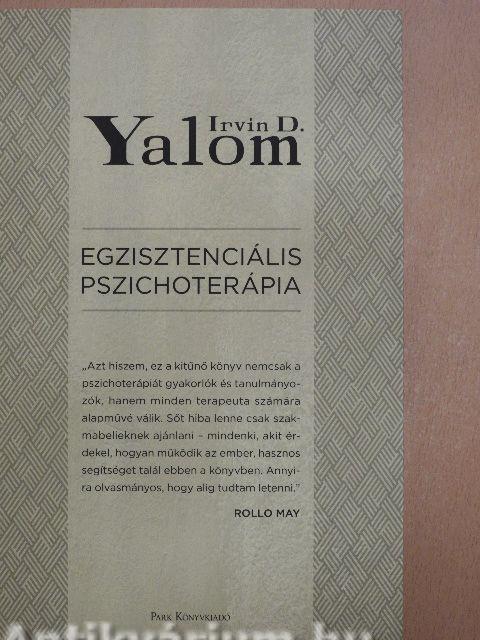 Irvin D.
Yalom
EGZISZTENCIÁLIS
PSZICHOTERÁPIA
„Azt hiszem, ez a kitűnő könyv nemcsak a
pszichoterápiát gyakorlók és tanulmányo-
zók, hanem minden terapeuta számára
alapművé válik. Sőt hiba lenne csak szak-
mabelieknek ajánlani – mindenki, akit ér-
dekel, hogyan működik az ember, hasznos
segítséget talál ebben a könyvben. Annyi-
ra olvasmányos, hogy alig tudtam letenni.”
ROLLO MAY
PARK KÖNYVKIADÓ
Antikvárium.hu